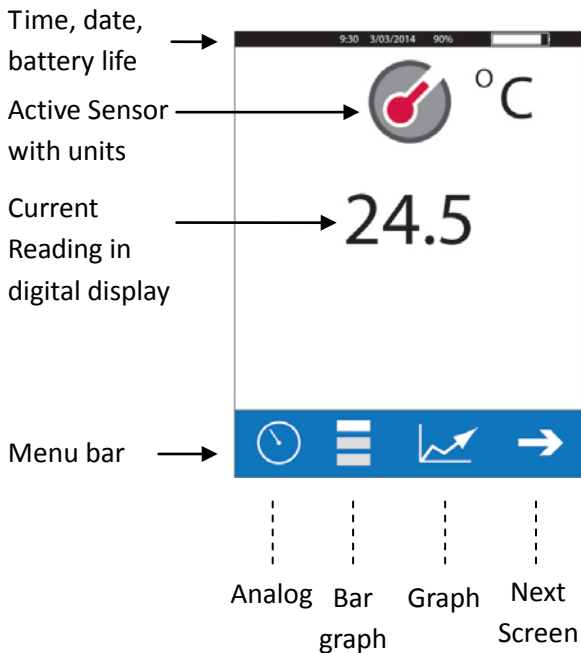 Time, date,
battery life
9:30 3/03/2014 90%
Active Sensor
with units
°C
Current
Reading in
digital display
24.5
Menu bar
Analog
Bar
graph
Graph
Next
Screen